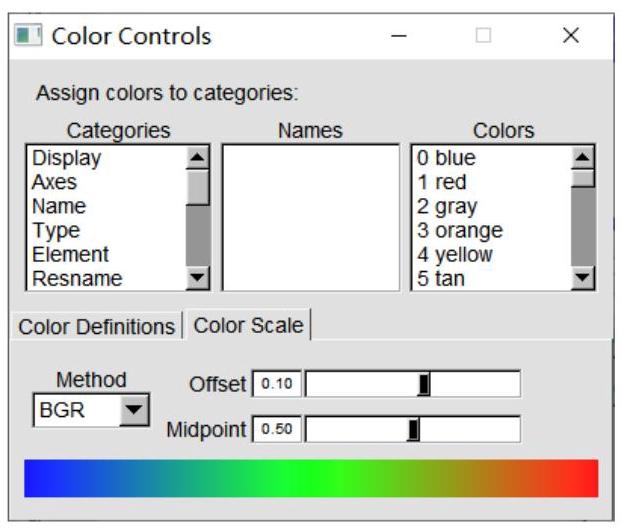 Color Controls
Assign colors to categories:
Categories Names Colors
Display 0 blue
Axes 1 red
Name 2 gray
Type 3 orange
Element 4 yellow
Resname 5 tan
Color Definitions Color Scale
Method Offset 0.10
BGR
Midpoint 0.50